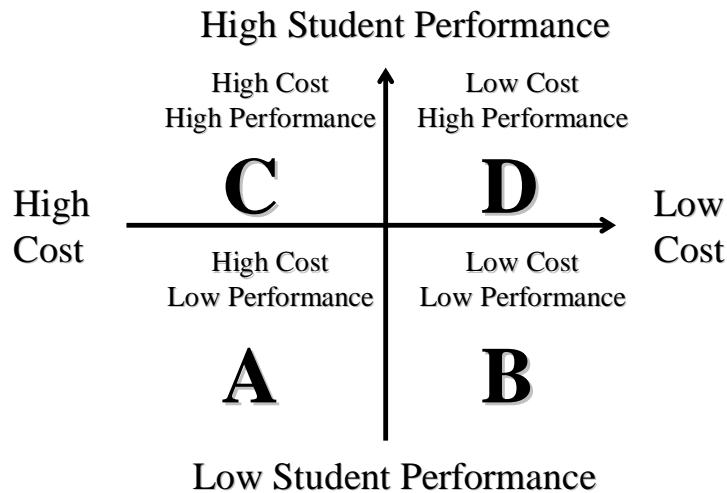 High Student Performance
High Cost
High Performance
Low Cost
High Performance
C
D
High
Cost
Low
Cost
High Cost
Low Performance
Low Cost
Low Performance
A
B
Low Student Performance